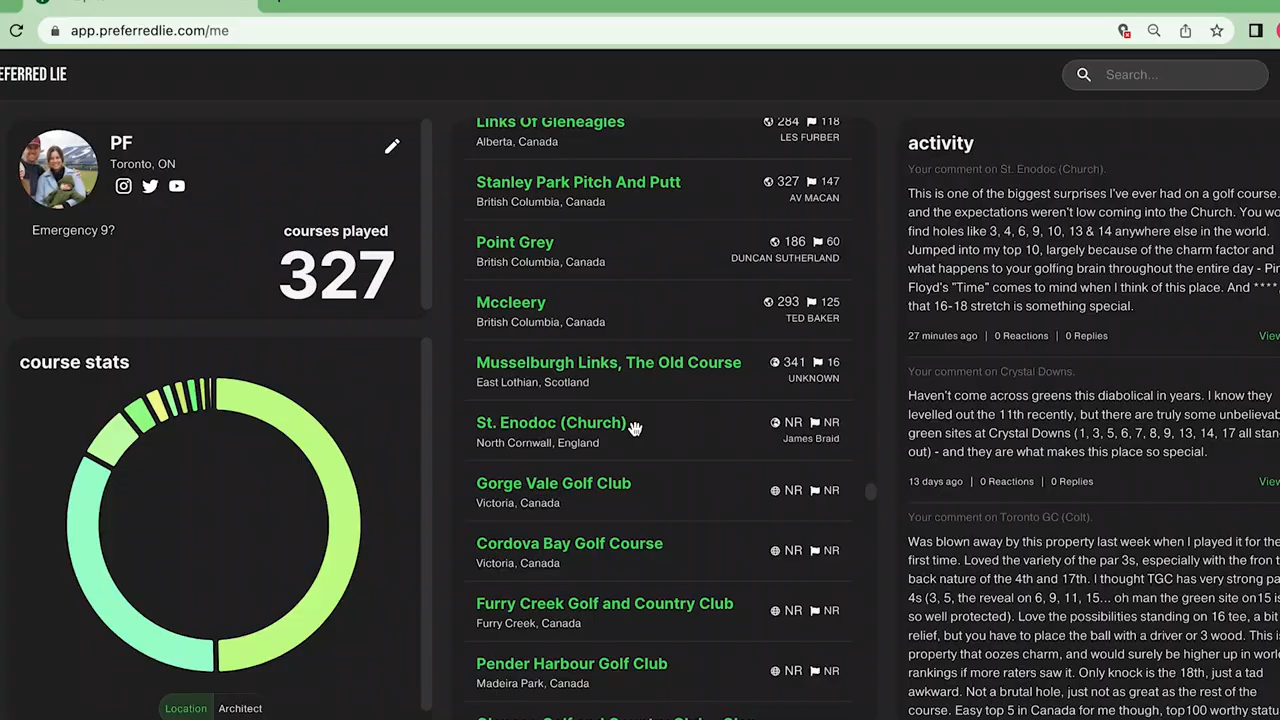 app.preferredlie.com/me
EFERRED LIE
Search...
PF
Toronto, ON
Emergency 9?
courses played
327
course stats
Location
Architect
Links Of Gleneagles
284 118
Alberta, Canada
LES FURBER
Stanley Park Pitch And Putt
327 147
British Columbia, Canada
AV MACAN
Point Grey
186 60
British Columbia, Canada
DUNCAN SUTHERLAND
Mccleery
293 125
British Columbia, Canada
TED BAKER
Musselburgh Links, The Old Course
341 16
East Lothian, Scotland
UNKNOWN
St. Enodoc (Church)
NR NR
North Cornwall, England
James Braid
Gorge Vale Golf Club
NR NR
Victoria, Canada
Cordova Bay Golf Course
NR NR
Victoria, Canada
Furry Creek Golf and Country Club
NR NR
Furry Creek, Canada
Pender Harbour Golf Club
NR NR
Madeira Park, Canada
activity
Your comment on St. Enodoc (Church).
This is one of the biggest surprises I've ever had on a golf course
and the expectations weren't low coming into the Church. You wo
find holes like 3, 4, 6, 9, 10, 13 & 14 anywhere else in the world.
Jumped into my top 10, largely because of the charm factor and
what happens to your golfing brain throughout the entire day - Pin
Floyd's "Time" comes to mind when I think of this place. And ****,
that 16-18 stretch is something special.
27 minutes ago | 0 Reactions | 0 Replies
View
Your comment on Crystal Downs.
Haven't come across greens this diabolical in years. I know they
levelled out the 11th recently, but there are truly some unbelievab
green sites at Crystal Downs (1, 3, 5, 6, 7, 8, 9, 13, 14, 17 all stan
out) - and they are what makes this place so special.
13 days ago | 0 Reactions | 0 Replies
View
Your comment on Toronto GC (Colt).
Was blown away by this property last week when I played it for the
first time. Loved the variety of the par 3s, especially with the fron t
back nature of the 4th and 17th. I thought TGC has very strong pa
4s (3, 5, the reveal on 6, 9, 11, 15... oh man the green site on15 is
so well protected). Love the possibilities standing on 16 tee, a bit
relief, but you have to place the ball with a driver or 3 wood. This i
property that oozes charm, and would surely be higher up in worl
rankings if more raters saw it. Only knock is the 18th, just a tad
awkward. Not a brutal hole, just not as great as the rest of the
course. Easy top 5 in Canada for me though, top100 worthy statu